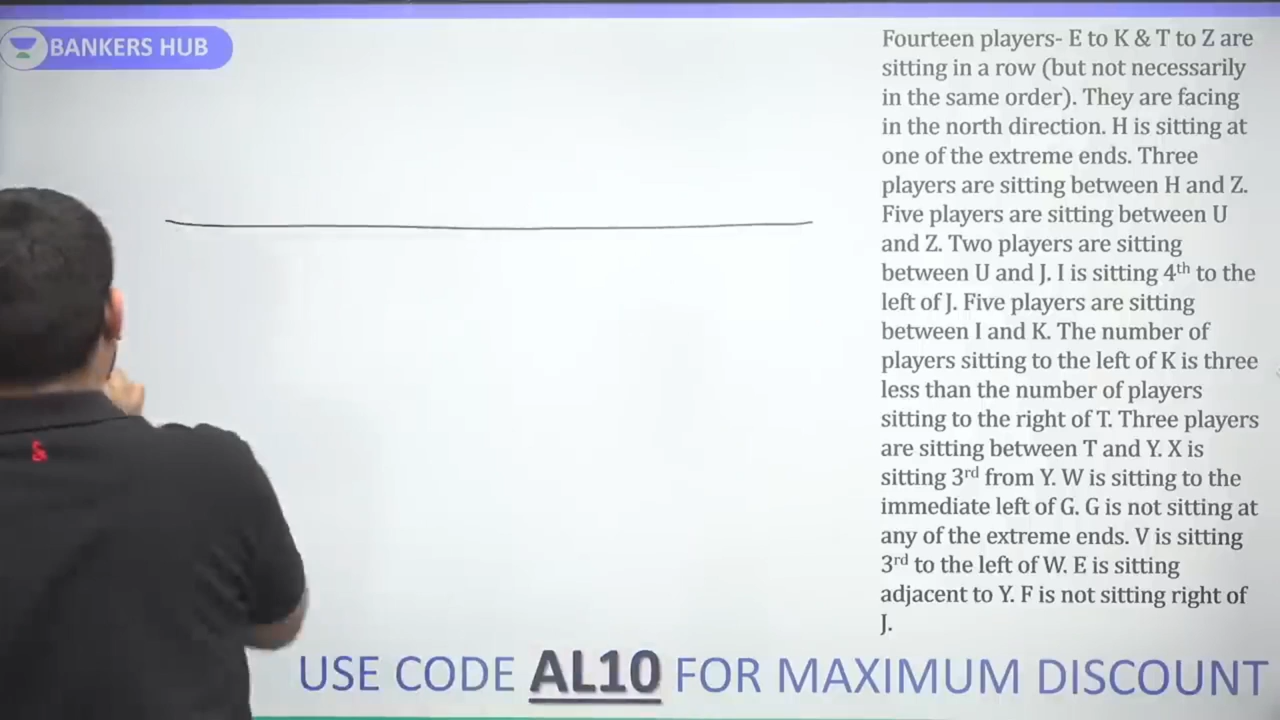 BANKERS HUB
Fourteen players- E to K & T to Z are
sitting in a row (but not necessarily
in the same order). They are facing
in the north direction. H is sitting at
one of the extreme ends. Three
players are sitting between H and Z.
Five players are sitting between U
and Z. Two players are sitting
between U and J. I is sitting 4th to the
left of J. Five players are sitting
between I and K. The number of
players sitting to the left of K is three
less than the number of players
sitting to the right of T. Three players
are sitting between T and Y. X is
sitting 3rd from Y. W is sitting to the
immediate left of G. G is not sitting at
any of the extreme ends. V is sitting
3rd to the left of W. E is sitting
adjacent to Y. F is not sitting right of
J.
USE CODE AL10 FOR MAXIMUM DISCOUNT